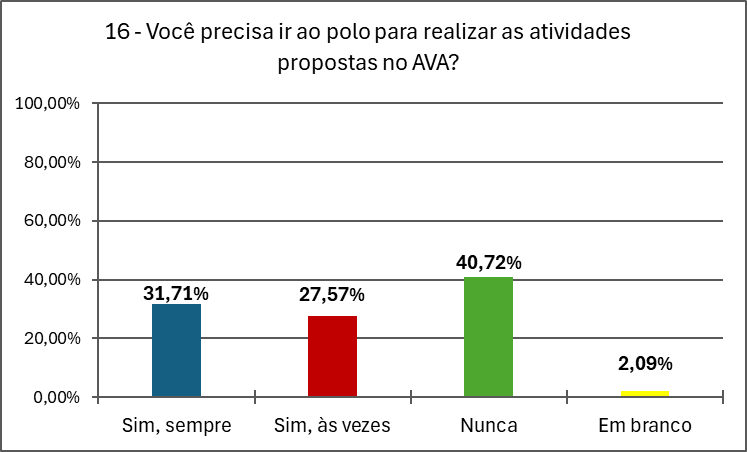 16 - Você precisa ir ao polo para realizar as atividades
propostas no AVA?
100,00%
80,00%
60,00%
40,00%
20,00%
0,00%
31,71%
27,57%
40,72%
2,09%
Sim, sempre
Sim, às vezes
Nunca
Em branco